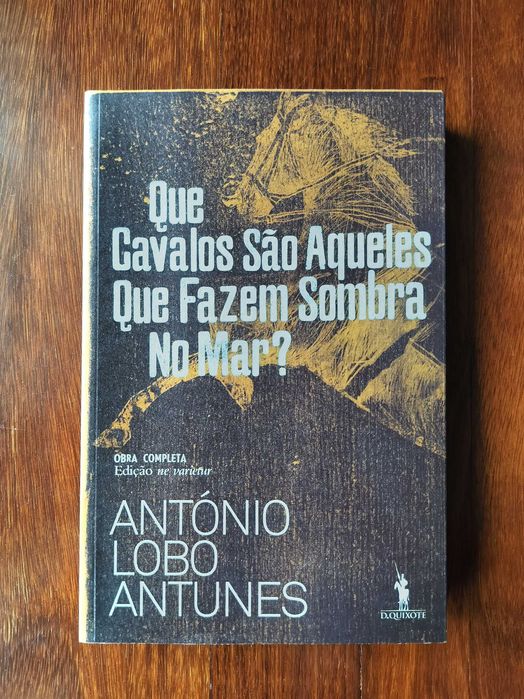 Que
Cavalos São Aqueles
Que Fazem Sombra
No Mar?
OBRA COMPLETA
Edição ne varietur
ANTÓNIO
LOBO
ANTUNES
D.QUIXOTE